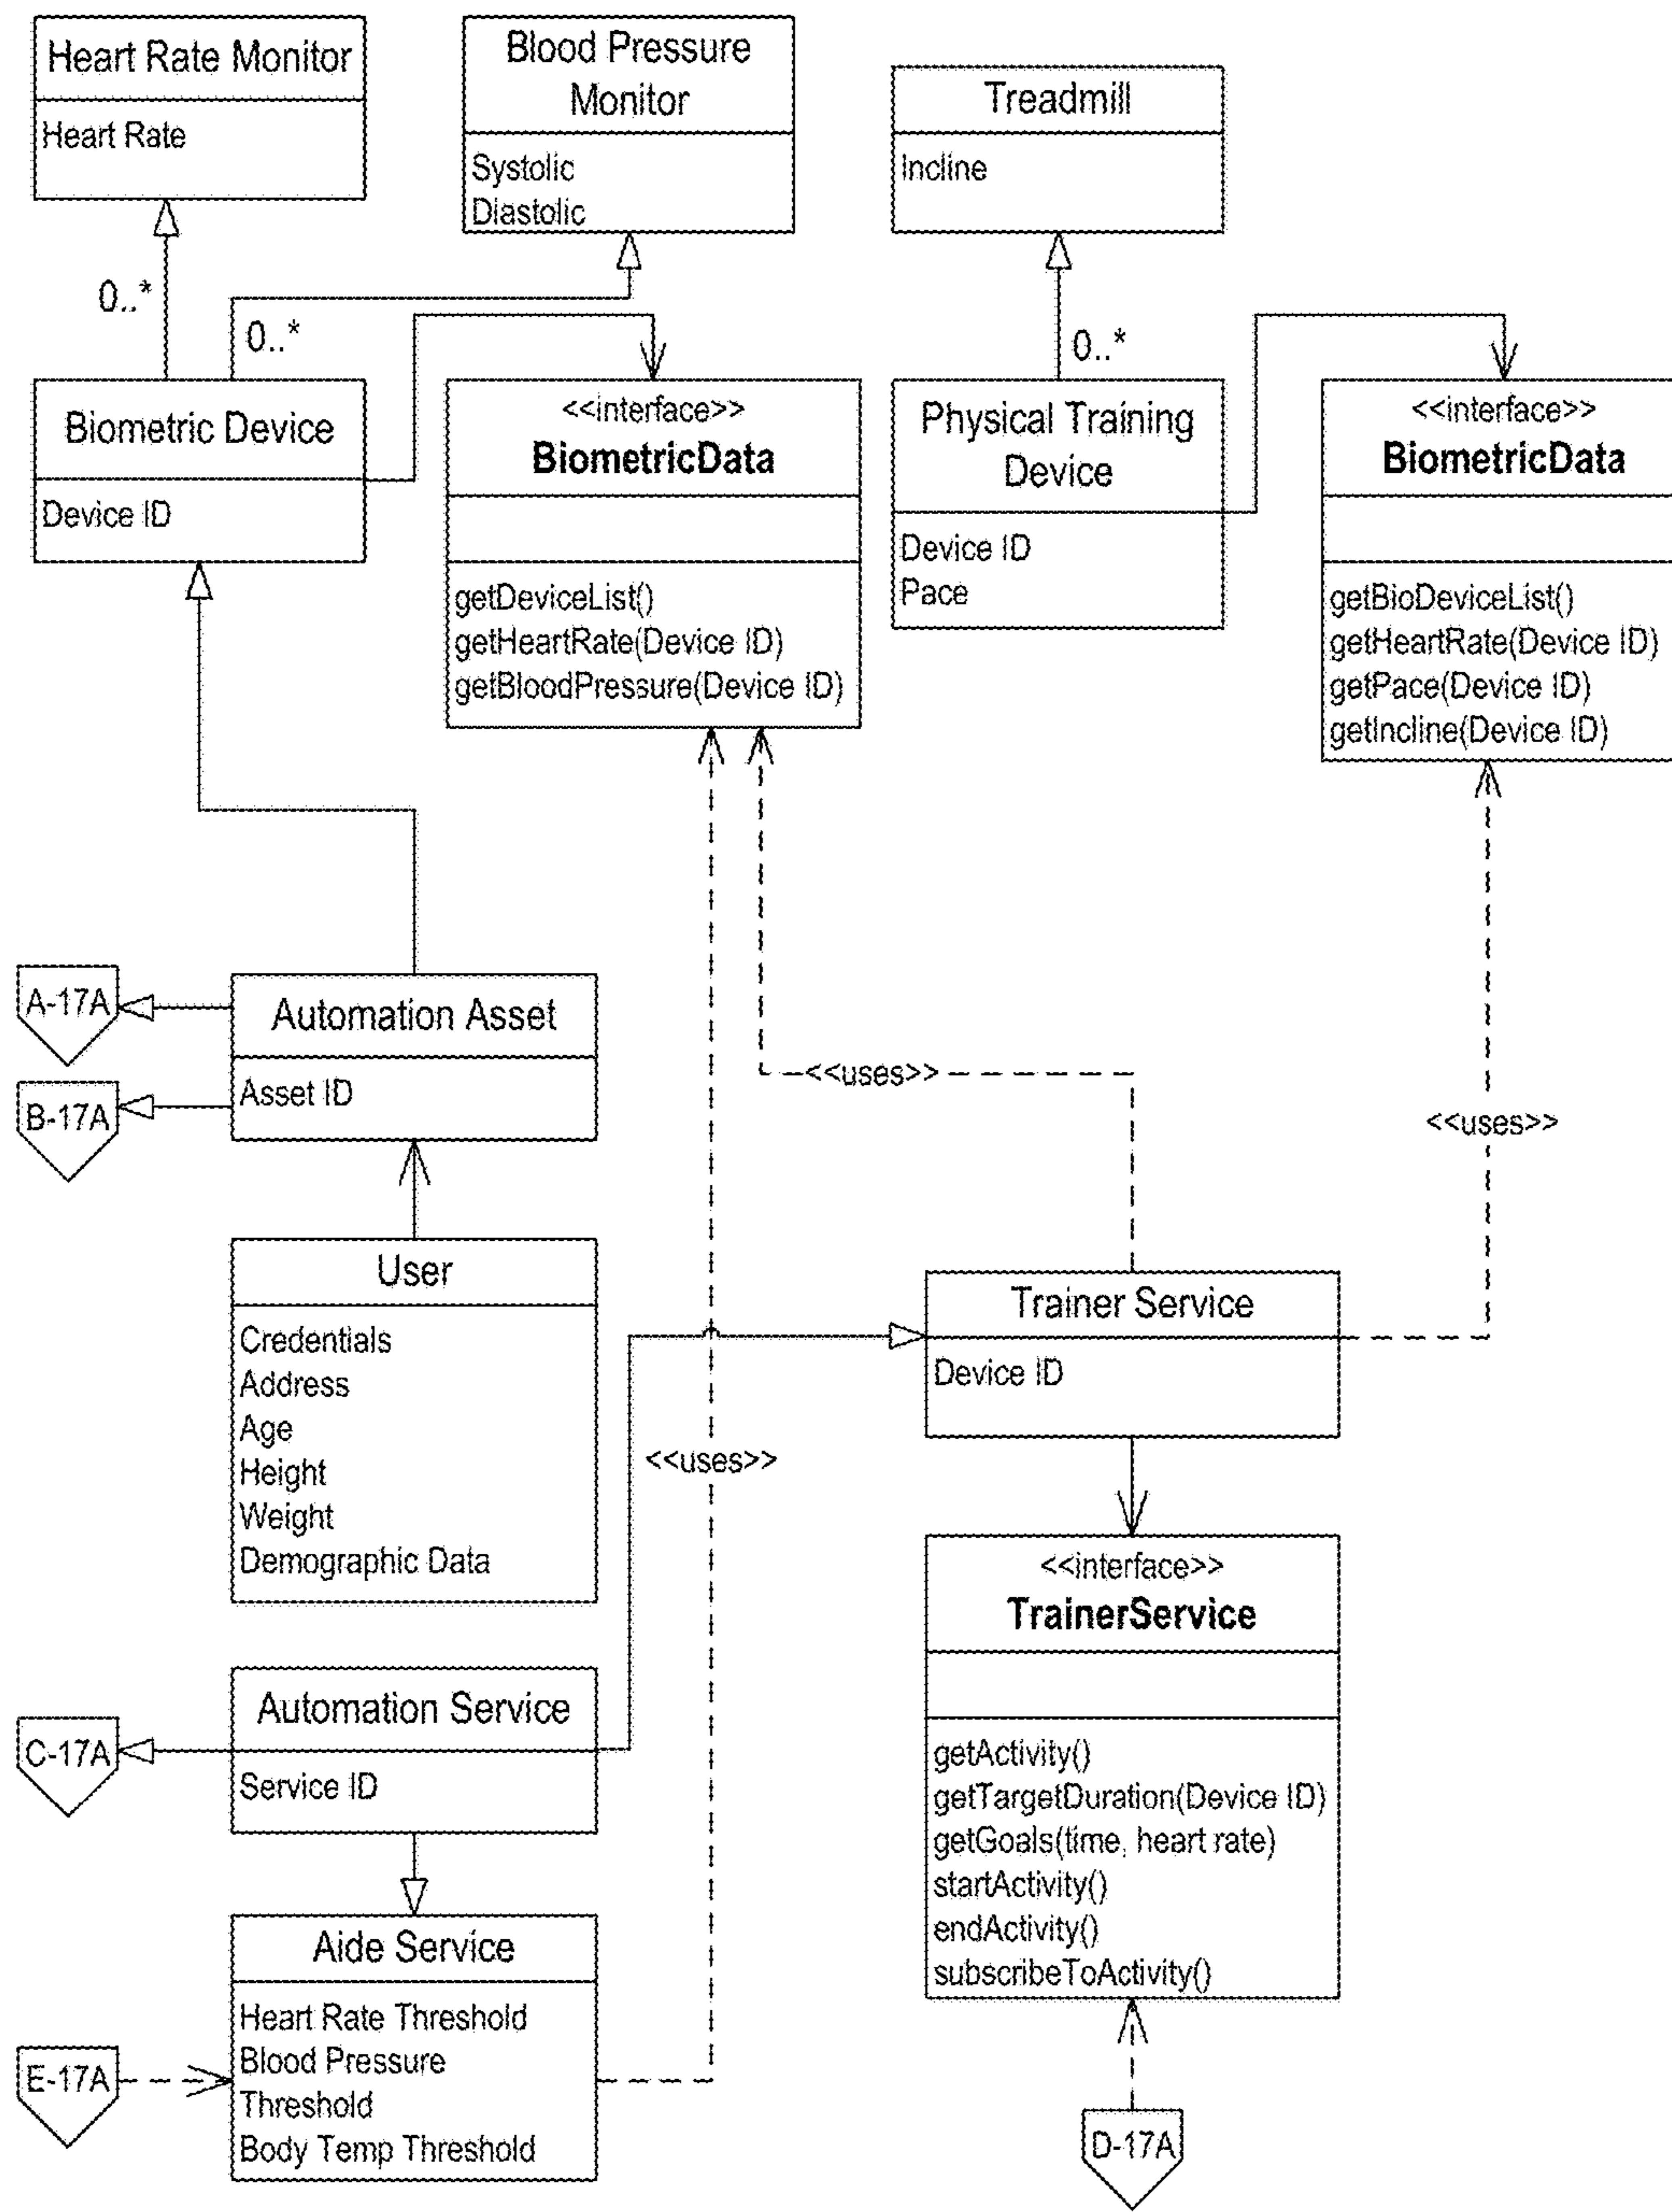 Heart Rate Monitor
Heart Rate
Blood Pressure
Monitor
Systolic
Diastolic
Treadmill
Incline
0..*
0..*
0..*
Biometric Device
Device ID
<<interface>>
BiometricData
getDeviceList()
getHeartRate(Device ID)
getBloodPressure(Device ID)
Physical Training
Device
Device ID
Pace
<<interface>>
BiometricData
getBioDeviceList()
getHeartRate(Device ID)
getPace(Device ID)
getIncline(Device ID)
A-17A
B-17A
Automation Asset
Asset ID
<<uses>>
<<uses>>
User
Credentials
Address
Age
Height
Weight
Demographic Data
<<uses>>
Trainer Service
Device ID
<<interface>>
TrainerService
getActivity()
getTargetDuration(Device ID)
getGoals(time, heart rate)
startActivity()
endActivity()
subscribeToActivity()
C-17A
Automation Service
Service ID
Aide Service
Heart Rate Threshold
Blood Pressure
Threshold
Body Temp Threshold
E-17A
D-17A